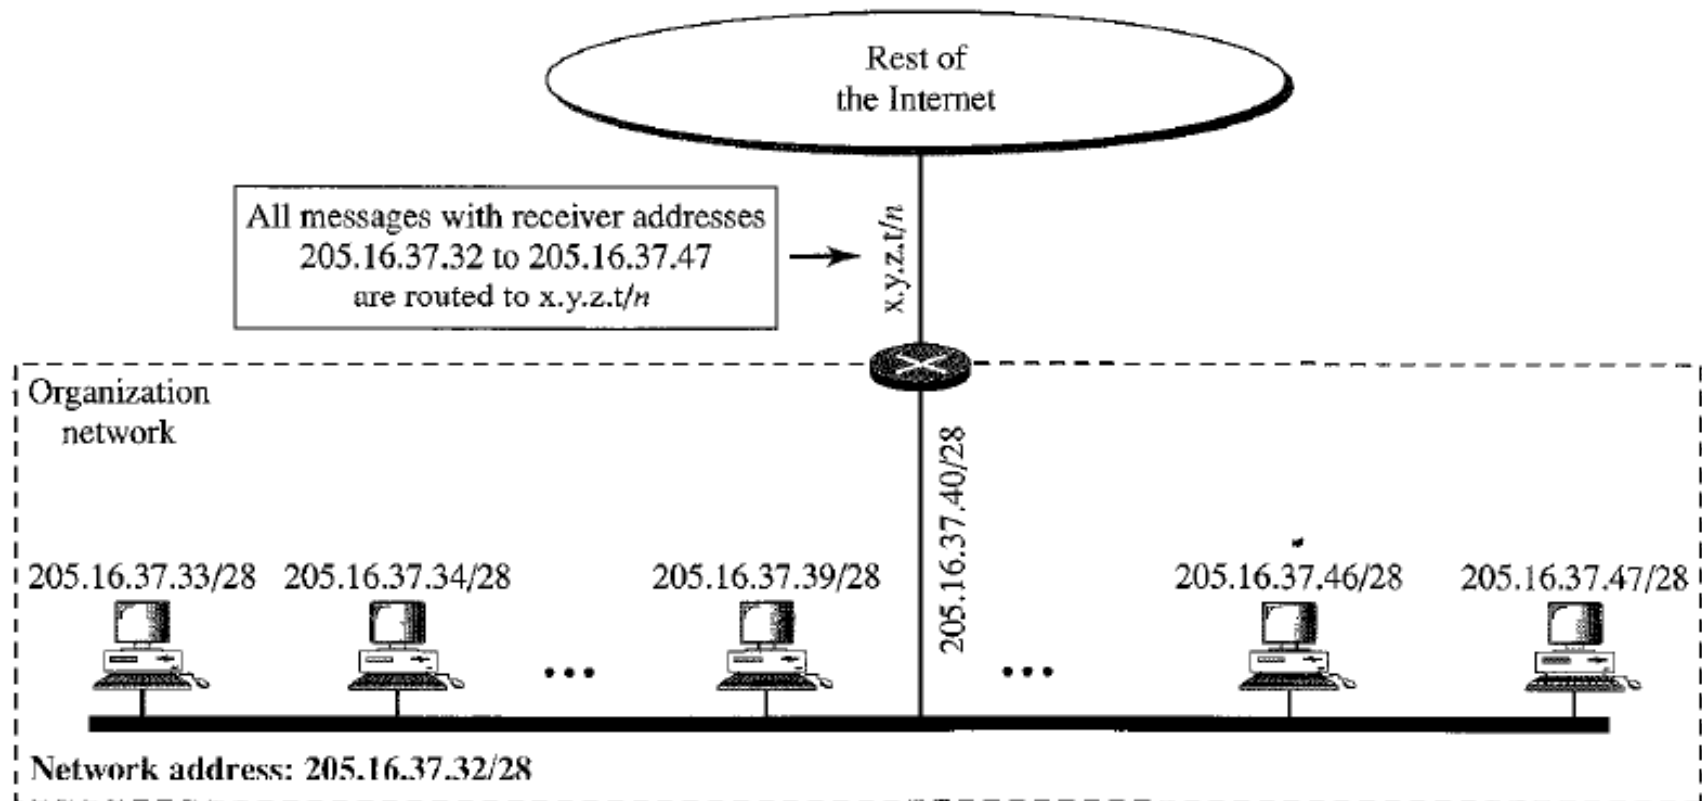 Rest of
the Internet
All messages with receiver addresses
205.16.37.32 to 205.16.37.47
are routed to x.y.z.t/n
x.y.z.t/n
Organization
network
205.16.37.40/28
205.16.37.33/28
205.16.37.34/28
205.16.37.39/28
205.16.37.46/28
205.16.37.47/28
Network address: 205.16.37.32/28